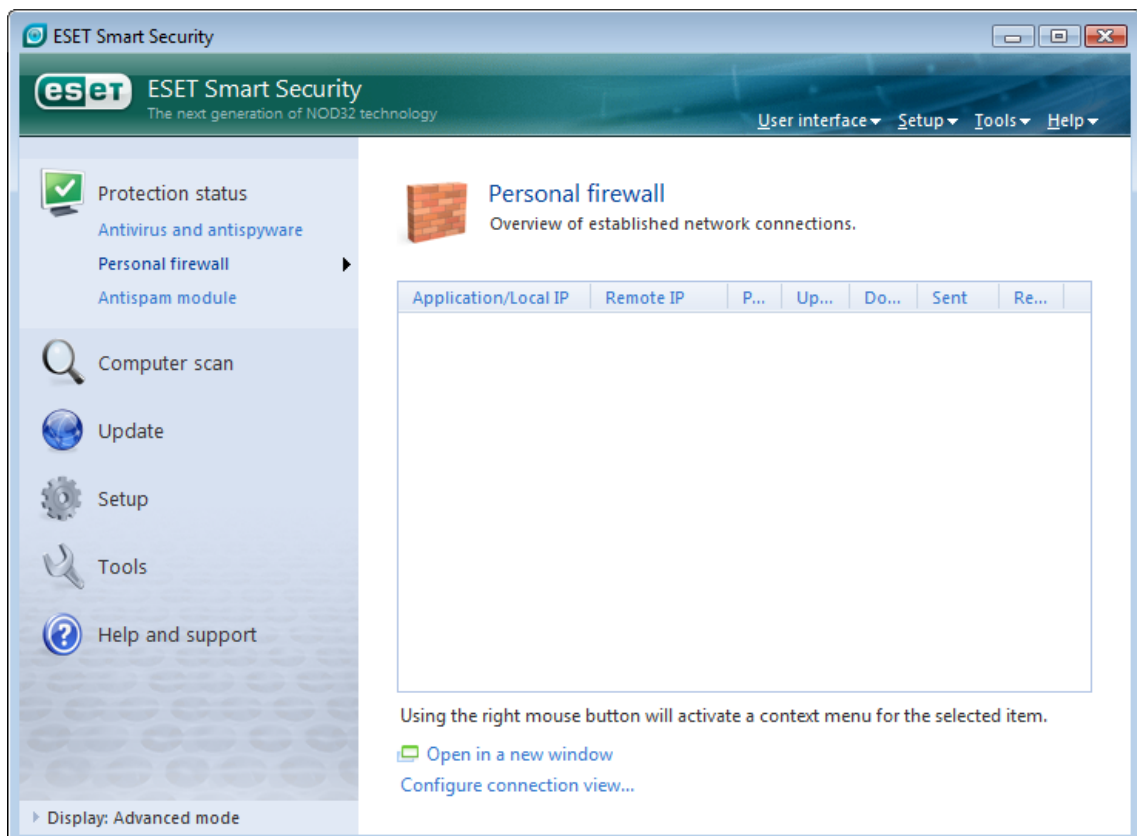 ESET Smart Security
eset
ESET Smart Security
The next generation of NOD32 technology
User interface Setup Tools Help
Protection status
Antivirus and antispyware
Personal firewall
Antispam module
Computer scan
Update
Setup
Tools
Help and support
Display: Advanced mode
Personal firewall
Overview of established network connections.
Application/Local IP Remote IP P... Up... Do... Sent Re...
Using the right mouse button will activate a context menu for the selected item.
Open in a new window
Configure connection view...